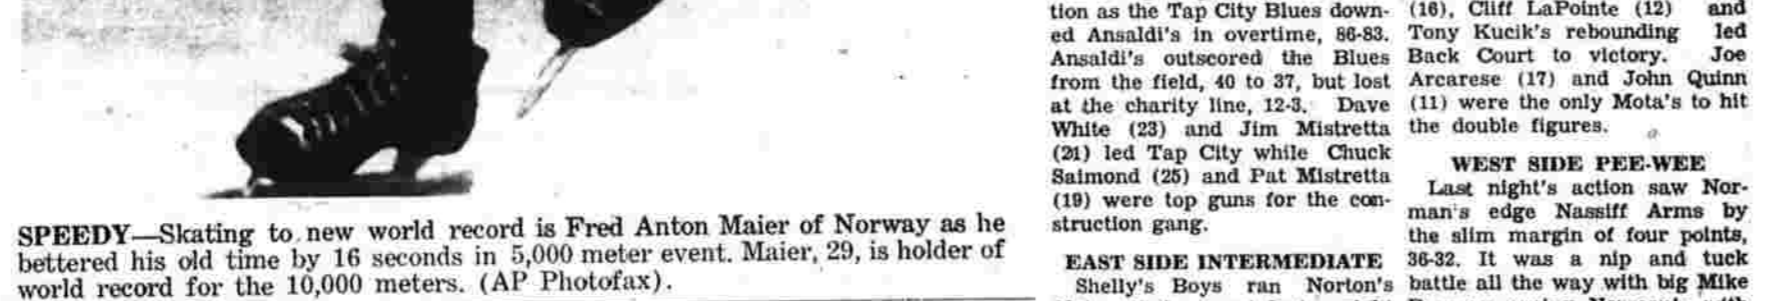 SPEEDY—Skating to new world record is Fred Anton Maier of Norway as he
bettered his old time by 16 seconds in 5,000 meter event. Maier, 29, is holder of
world record for the 10,000 meters. (AP Photofax).
tion as the Tap City Blues down-
ed Ansaldi's in overtime, 86-83.
Ansaldi's outscored the Blues
from the field, 40 to 37, but lost
at the charity line, 12-3. Dave
White (23) and Jim Mistretta
(21) led Tap City while Chuck
Saimond (25) and Pat Mistretta
(19) were top guns for the con-
struction gang.
EAST SIDE INTERMEDIATE
Shelly's Boys ran Norton's
(16), Cliff LaPointe (12) and
Tony Kucik's rebounding led
Back Court to victory. Joe
Arcarese (17) and John Quinn
(11) were the only Mota's to hit
the double figures.
WEST SIDE PEE-WEE
Last night's action saw Nor-
man's edge Nassiff Arms by
the slim margin of four points,
36-32. It was a nip and tuck
battle all the way with big Mike